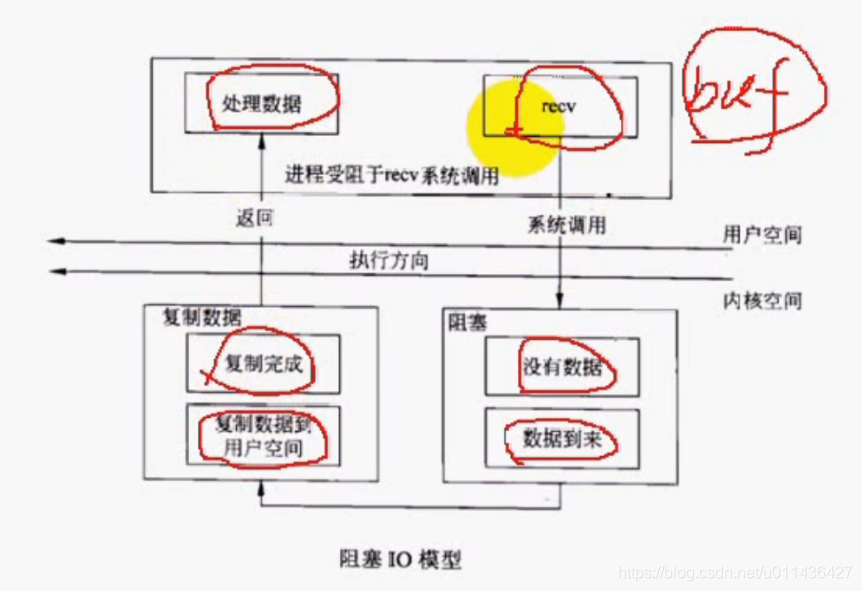 处理数据
recv
buf
进程受阻于recv系统调用
返回
系统调用
用户空间
执行方向
内核空间
复制数据
阻塞
复制完成
没有数据
复制数据到
用户空间
数据到来
阻塞 IO 模型
https://blog.csdn.net/u011436427